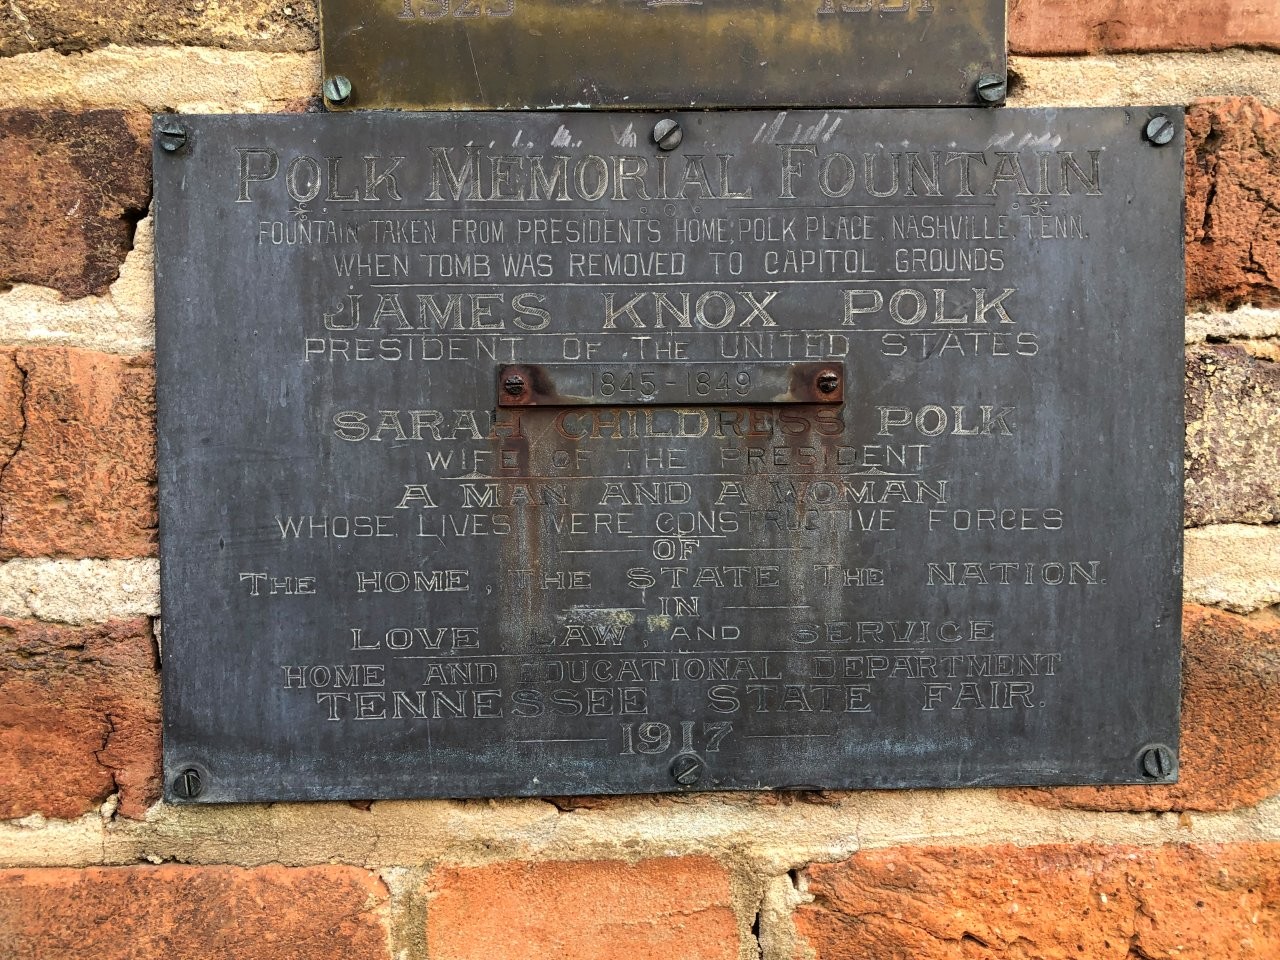 1929 1931
POLK MEMORIAL FOUNTAIN
FOUNTAIN TAKEN FROM PRESIDENT'S HOME, POLK PLACE, NASHVILLE, TENN.
WHEN TOMB WAS REMOVED TO CAPITOL GROUNDS
JAMES KNOX POLK
PRESIDENT OF THE UNITED STATES
1845-1849
SARAH CHILDRESS POLK
WIFE OF THE PRESIDENT
A MAN AND A WOMAN
WHOSE LIVES WERE CONSTRUCTIVE FORCES
OF
THE HOME, THE STATE, THE NATION.
IN
LOVE, LAW, AND SERVICE
HOME AND EDUCATIONAL DEPARTMENT
TENNESSEE STATE FAIR.
1917